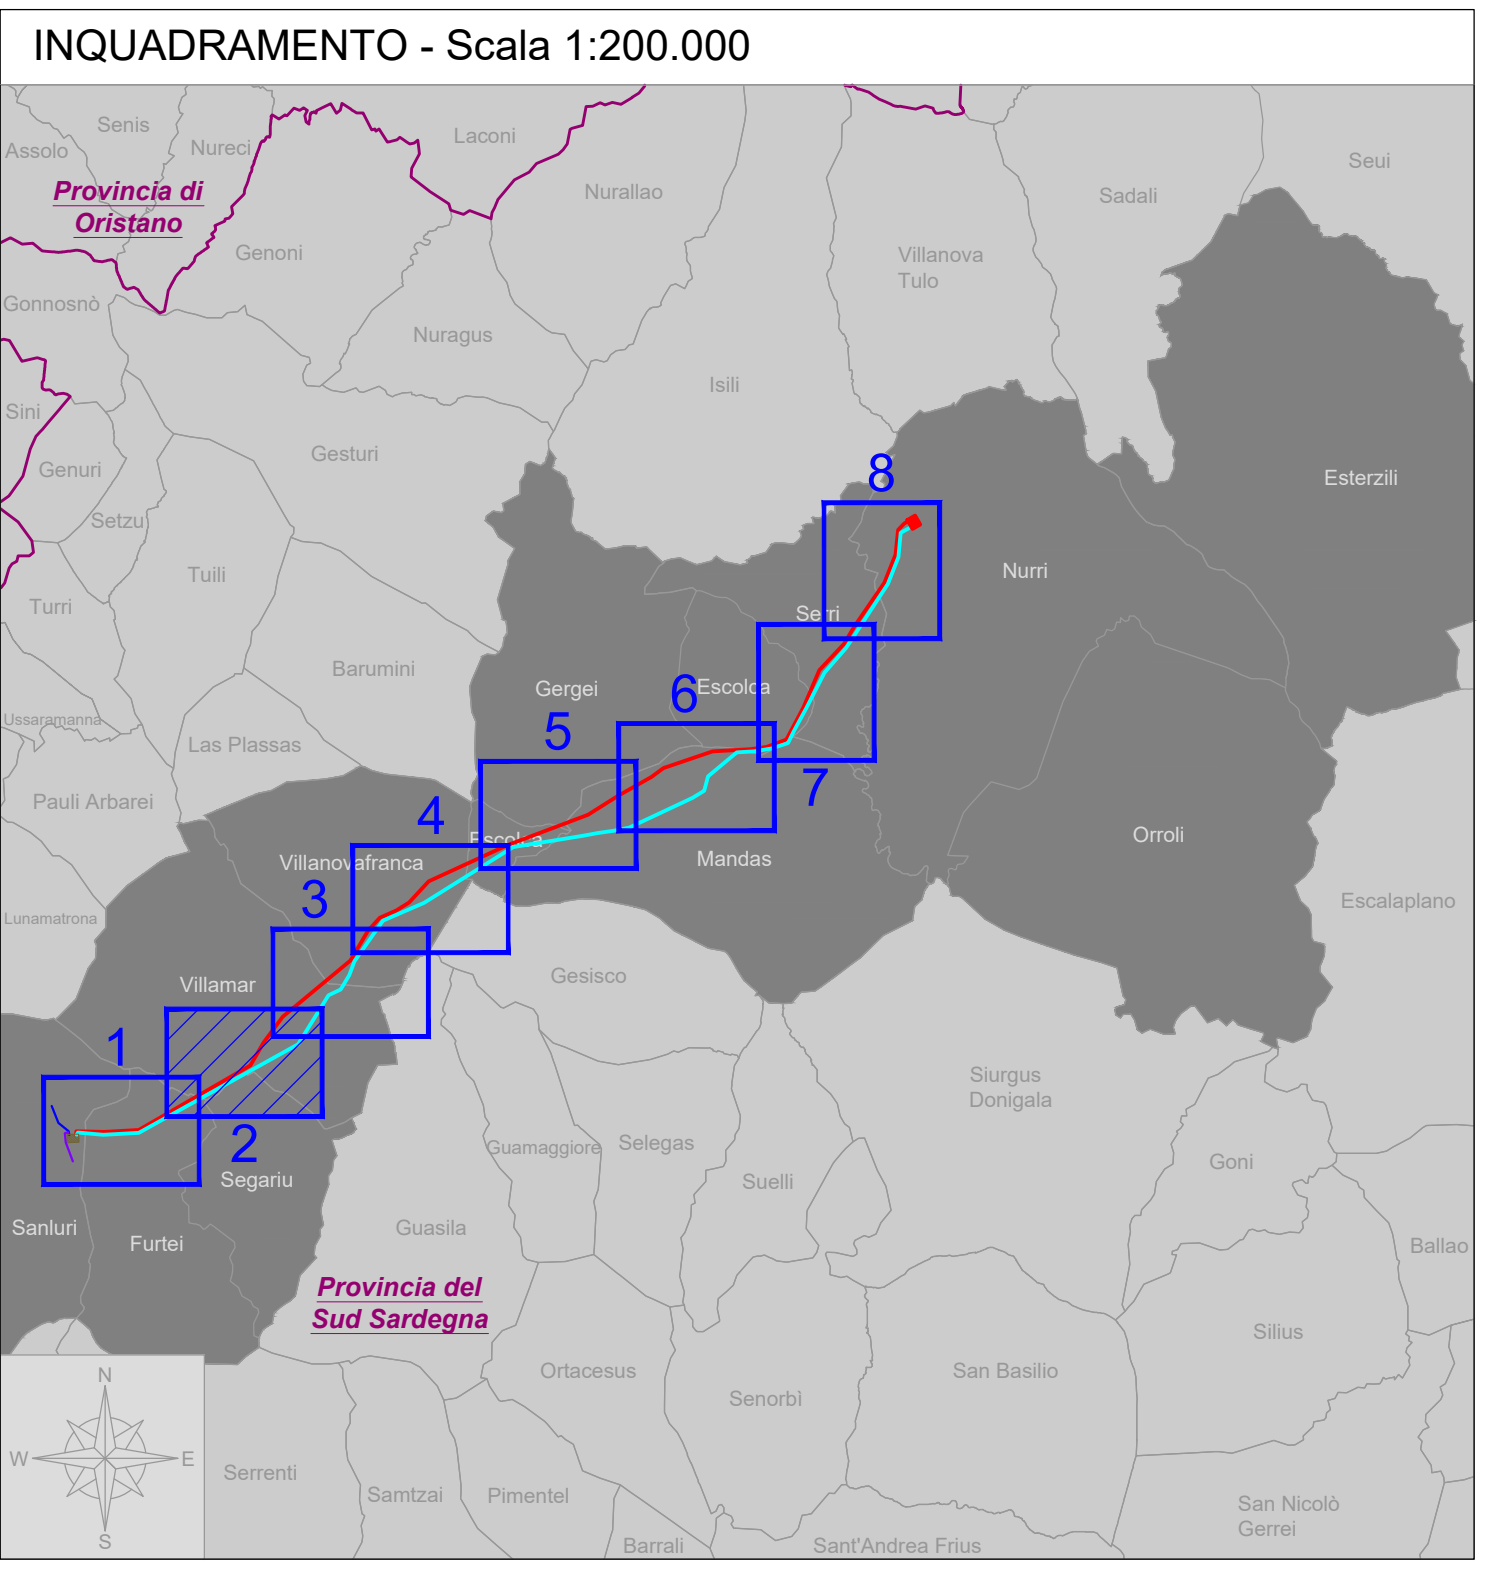 INQUADRAMENTO - Scala 1:200.000
Senis
Laconi
Assolo
Nureci
Seui
Provincia di
Oristano
Nurallao
Sadali
Genoni
Villanova
Tulo
Gonnosnò
Nuragus
Isili
Sini
Gesturi
Genuri
8
Esterzili
Setzu
Nurri
Tuili
Turri
Serri
Barumini
Gergei
6
Escolca
Ussaramanna
5
Las Plassas
7
Pauli Arbarei
4
Escolca
Orroli
Villanovafranca
Mandas
3
Escalaplano
Lunamatrona
Villamar
Gesisco
1
Siurgus
Donigala
2
Guamaggiore
Selegas
Goni
Segariu
Suelli
Sanluri
Guasila
Furtei
Ballao
Provincia del
Sud Sardegna
Silius
Ortacesus
San Basilio
N
Senorbì
W
E
Serrenti
Samtzai
Pimentel
San Nicolò
Gerrei
S
Barrali
Sant'Andrea Frius